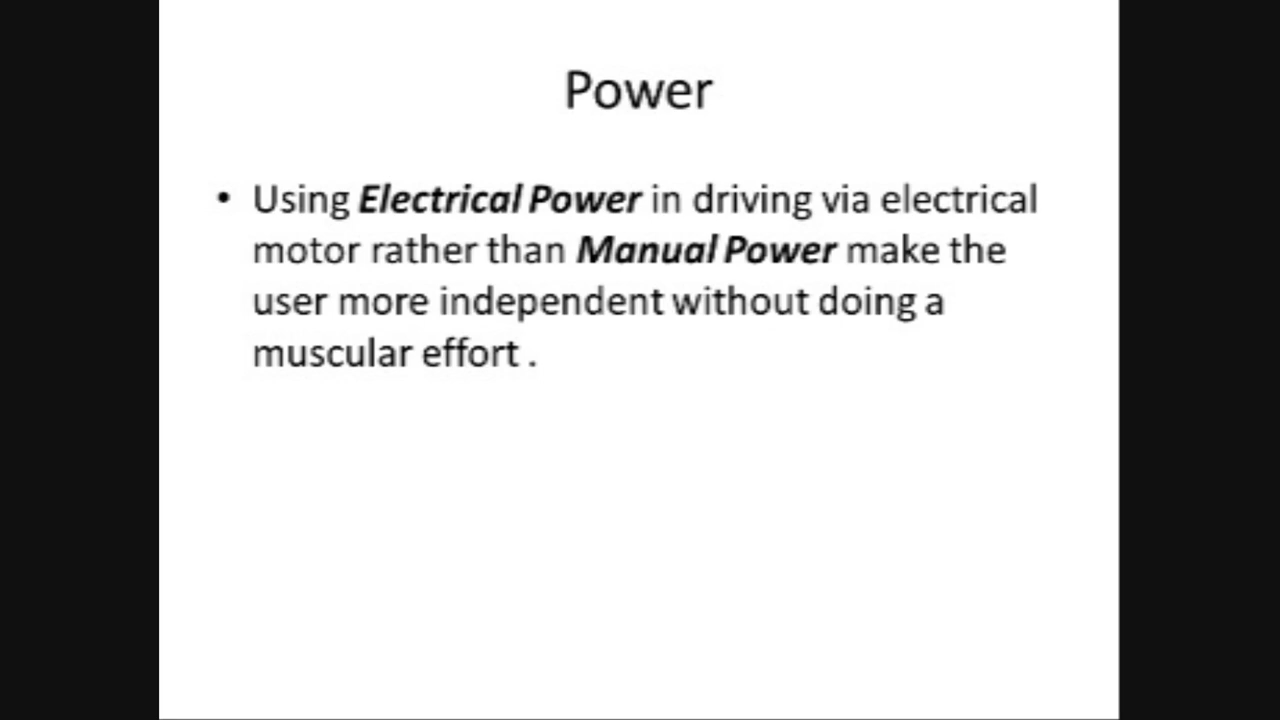 Power
• Using Electrical Power in driving via electrical
motor rather than Manual Power make the
user more independent without doing a
muscular effort .